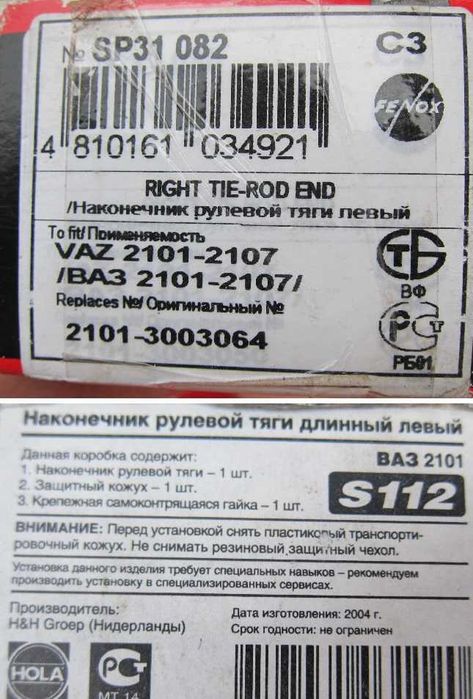 № SP31 082
C3
FENOX
4 810161 034921
RIGHT TIE-ROD END
/Наконечник рулевой тяги левый
To fit/ Применяемость
VAZ 2101-2107
/ВАЗ 2101-2107/
Replaces №/ Оригинальный №
2101-3003064
ВФ
РСТ
РБ01
Наконечник рулевой тяги длинный левый
Данная коробка содержит:
ВАЗ 2101
1. Наконечник рулевой тяги – 1 шт.
2. Защитный кожух – 1 шт.
S112
3. Крепежная самоконтрящаяся гайка – 1 шт.
ВНИМАНИЕ: Перед установкой снять пластиковый транспорти-
ровочный кожух. Не снимать резиновый защитный чехол.
Установка данного изделия требует специальных навыков – рекомендуем
производить установку в специализированных сервисах.
Производитель:
H&H Groep (Нидерланды)
Дата изготовления: 2004 г.
Срок годности: не ограничен
HOLA
РСТ
МТ 14